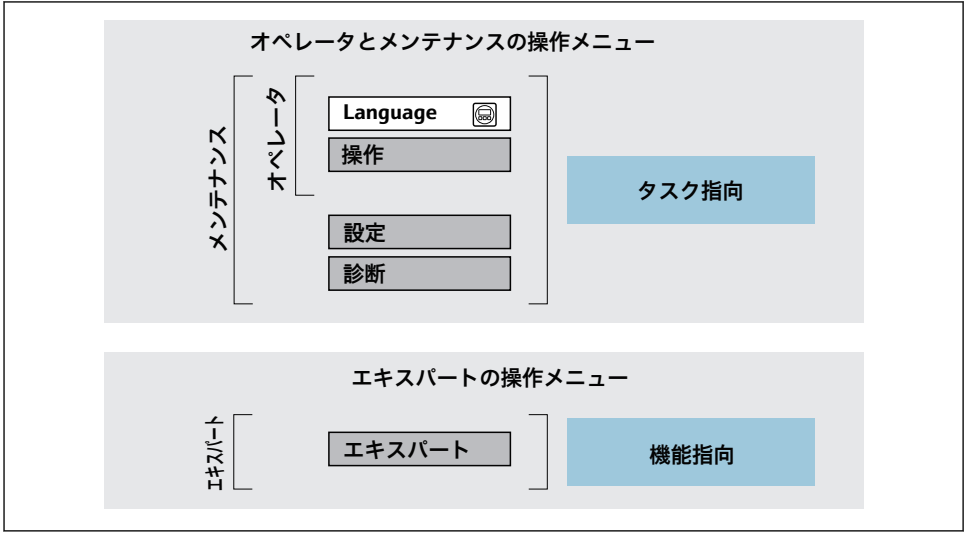 オペレータとメンテナンスの操作メニュー
メンテナンス
オペレータ
Language
操作
設定
診断
タスク指向
エキスパートの操作メニュー
エキスパート
エキスパート
機能指向